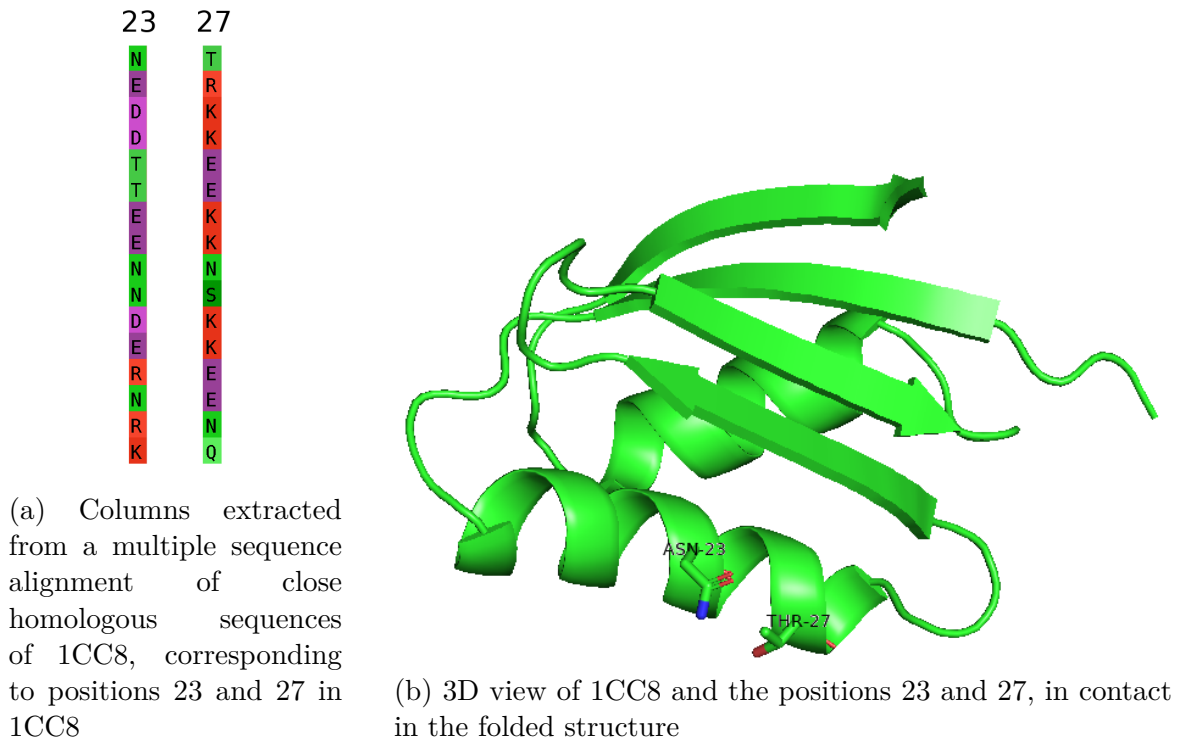 23 27
N T
E R
D K
D K
T E
T E
E K
E K
N N
N S
D K
E K
R E
N E
R N
K Q
ASN-23
THR-27
(a) Columns extracted
from a multiple sequence
alignment of close
homologous sequences
of 1CC8, corresponding
to positions 23 and 27 in
1CC8
(b) 3D view of 1CC8 and the positions 23 and 27, in contact
in the folded structure